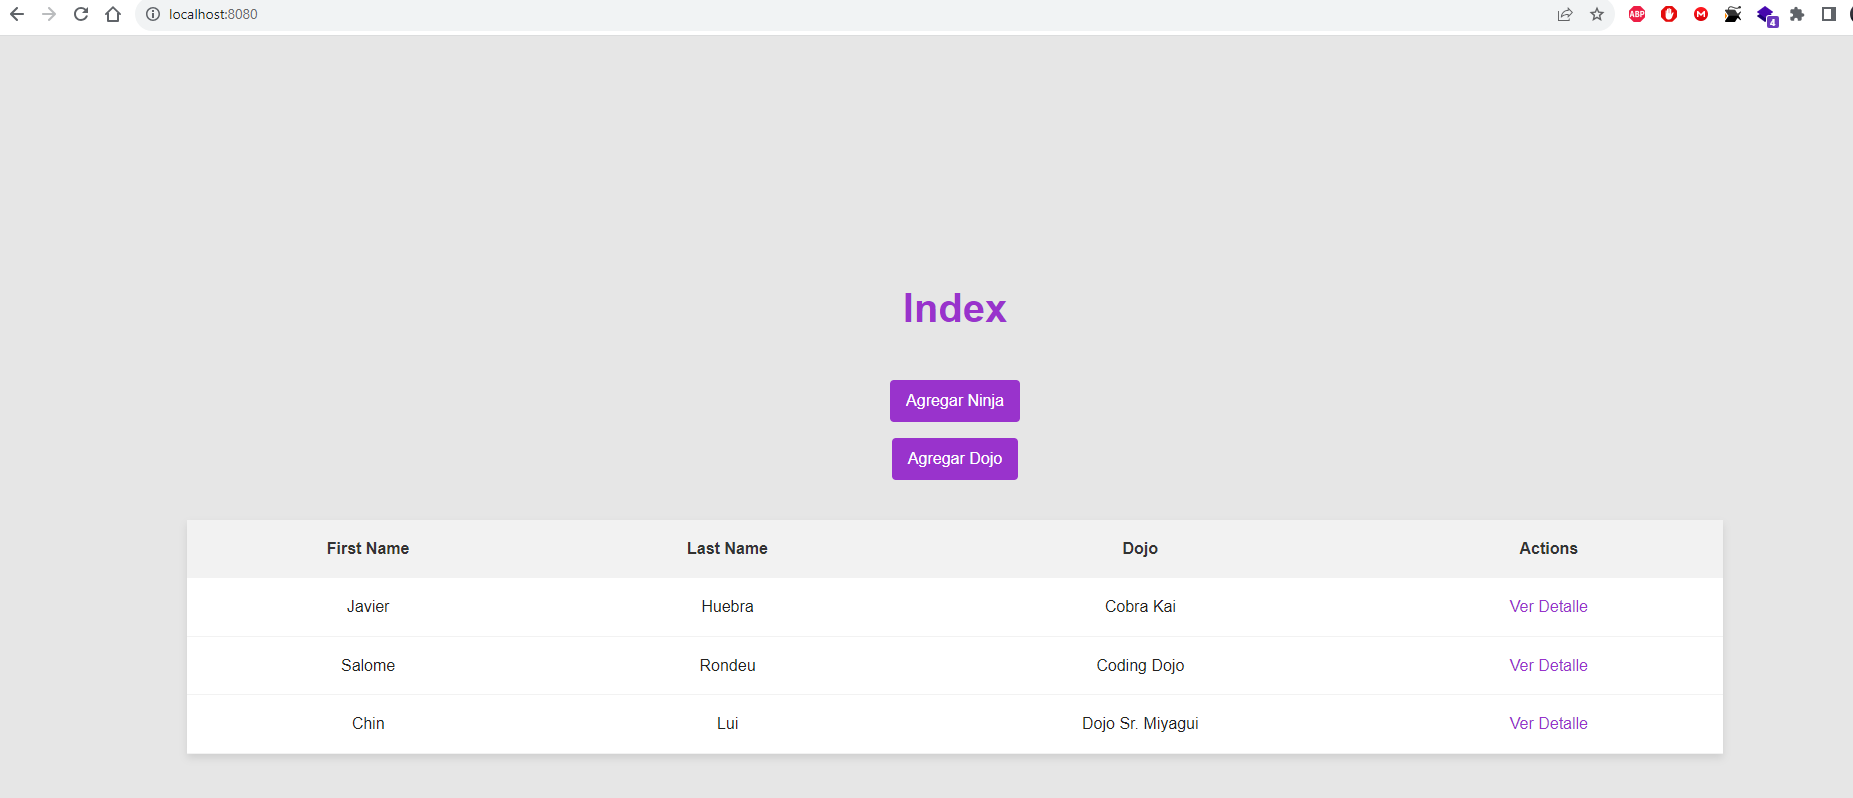 localhost:8080
ABP
M
4
Index
Agregar Ninja
Agregar Dojo
First Name Last Name Dojo Actions
Javier Huebra Cobra Kai Ver Detalle
Salome Rondeu Coding Dojo Ver Detalle
Chin Lui Dojo Sr. Miyagui Ver Detalle